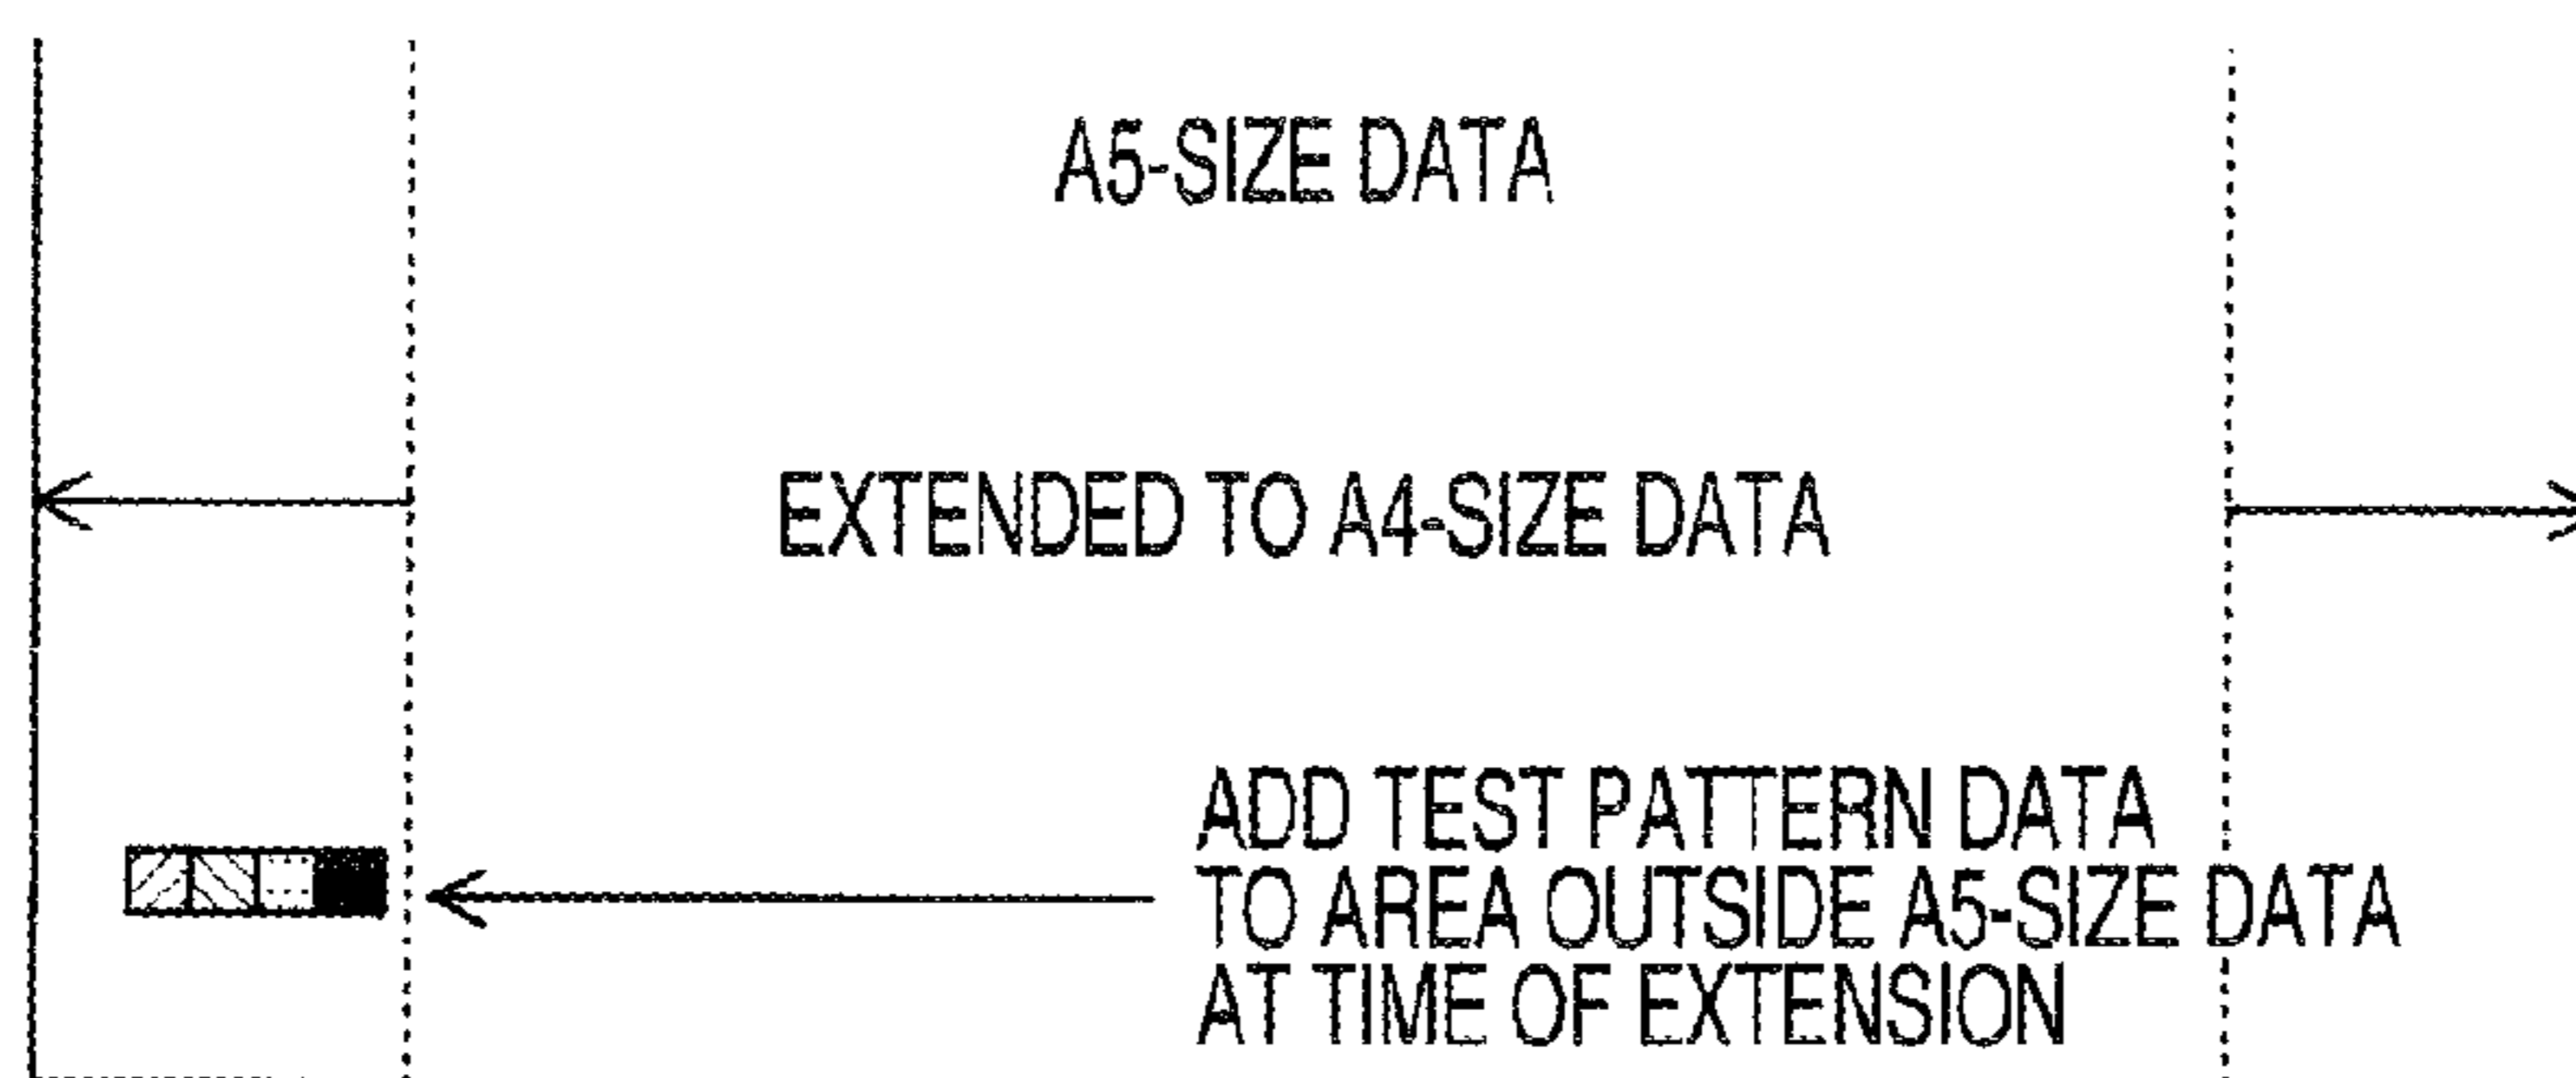 A5-SIZE DATA
EXTENDED TO A4-SIZE DATA
ADD TEST PATTERN DATA
TO AREA OUTSIDE A5-SIZE DATA
AT TIME OF EXTENSION